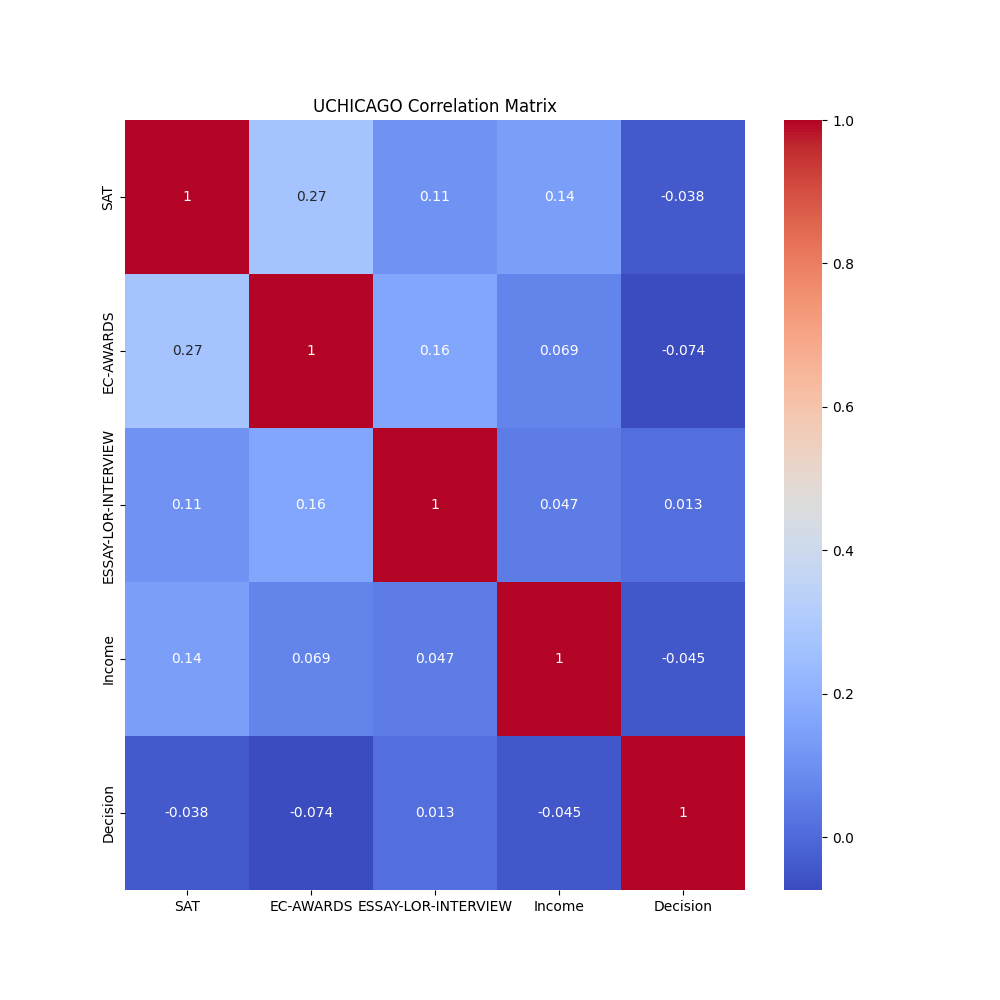 UCHICAGO Correlation Matrix
SAT 1 0.27 0.11 0.14 -0.038
EC-AWARDS 0.27 1 0.16 0.069 -0.074
ESSAY-LOR-INTERVIEW 0.11 0.16 1 0.047 0.013
Income 0.14 0.069 0.047 1 -0.045
Decision -0.038 -0.074 0.013 -0.045 1
SAT EC-AWARDS ESSAY-LOR-INTERVIEW Income Decision
1.0
0.8
0.6
0.4
0.2
0.0